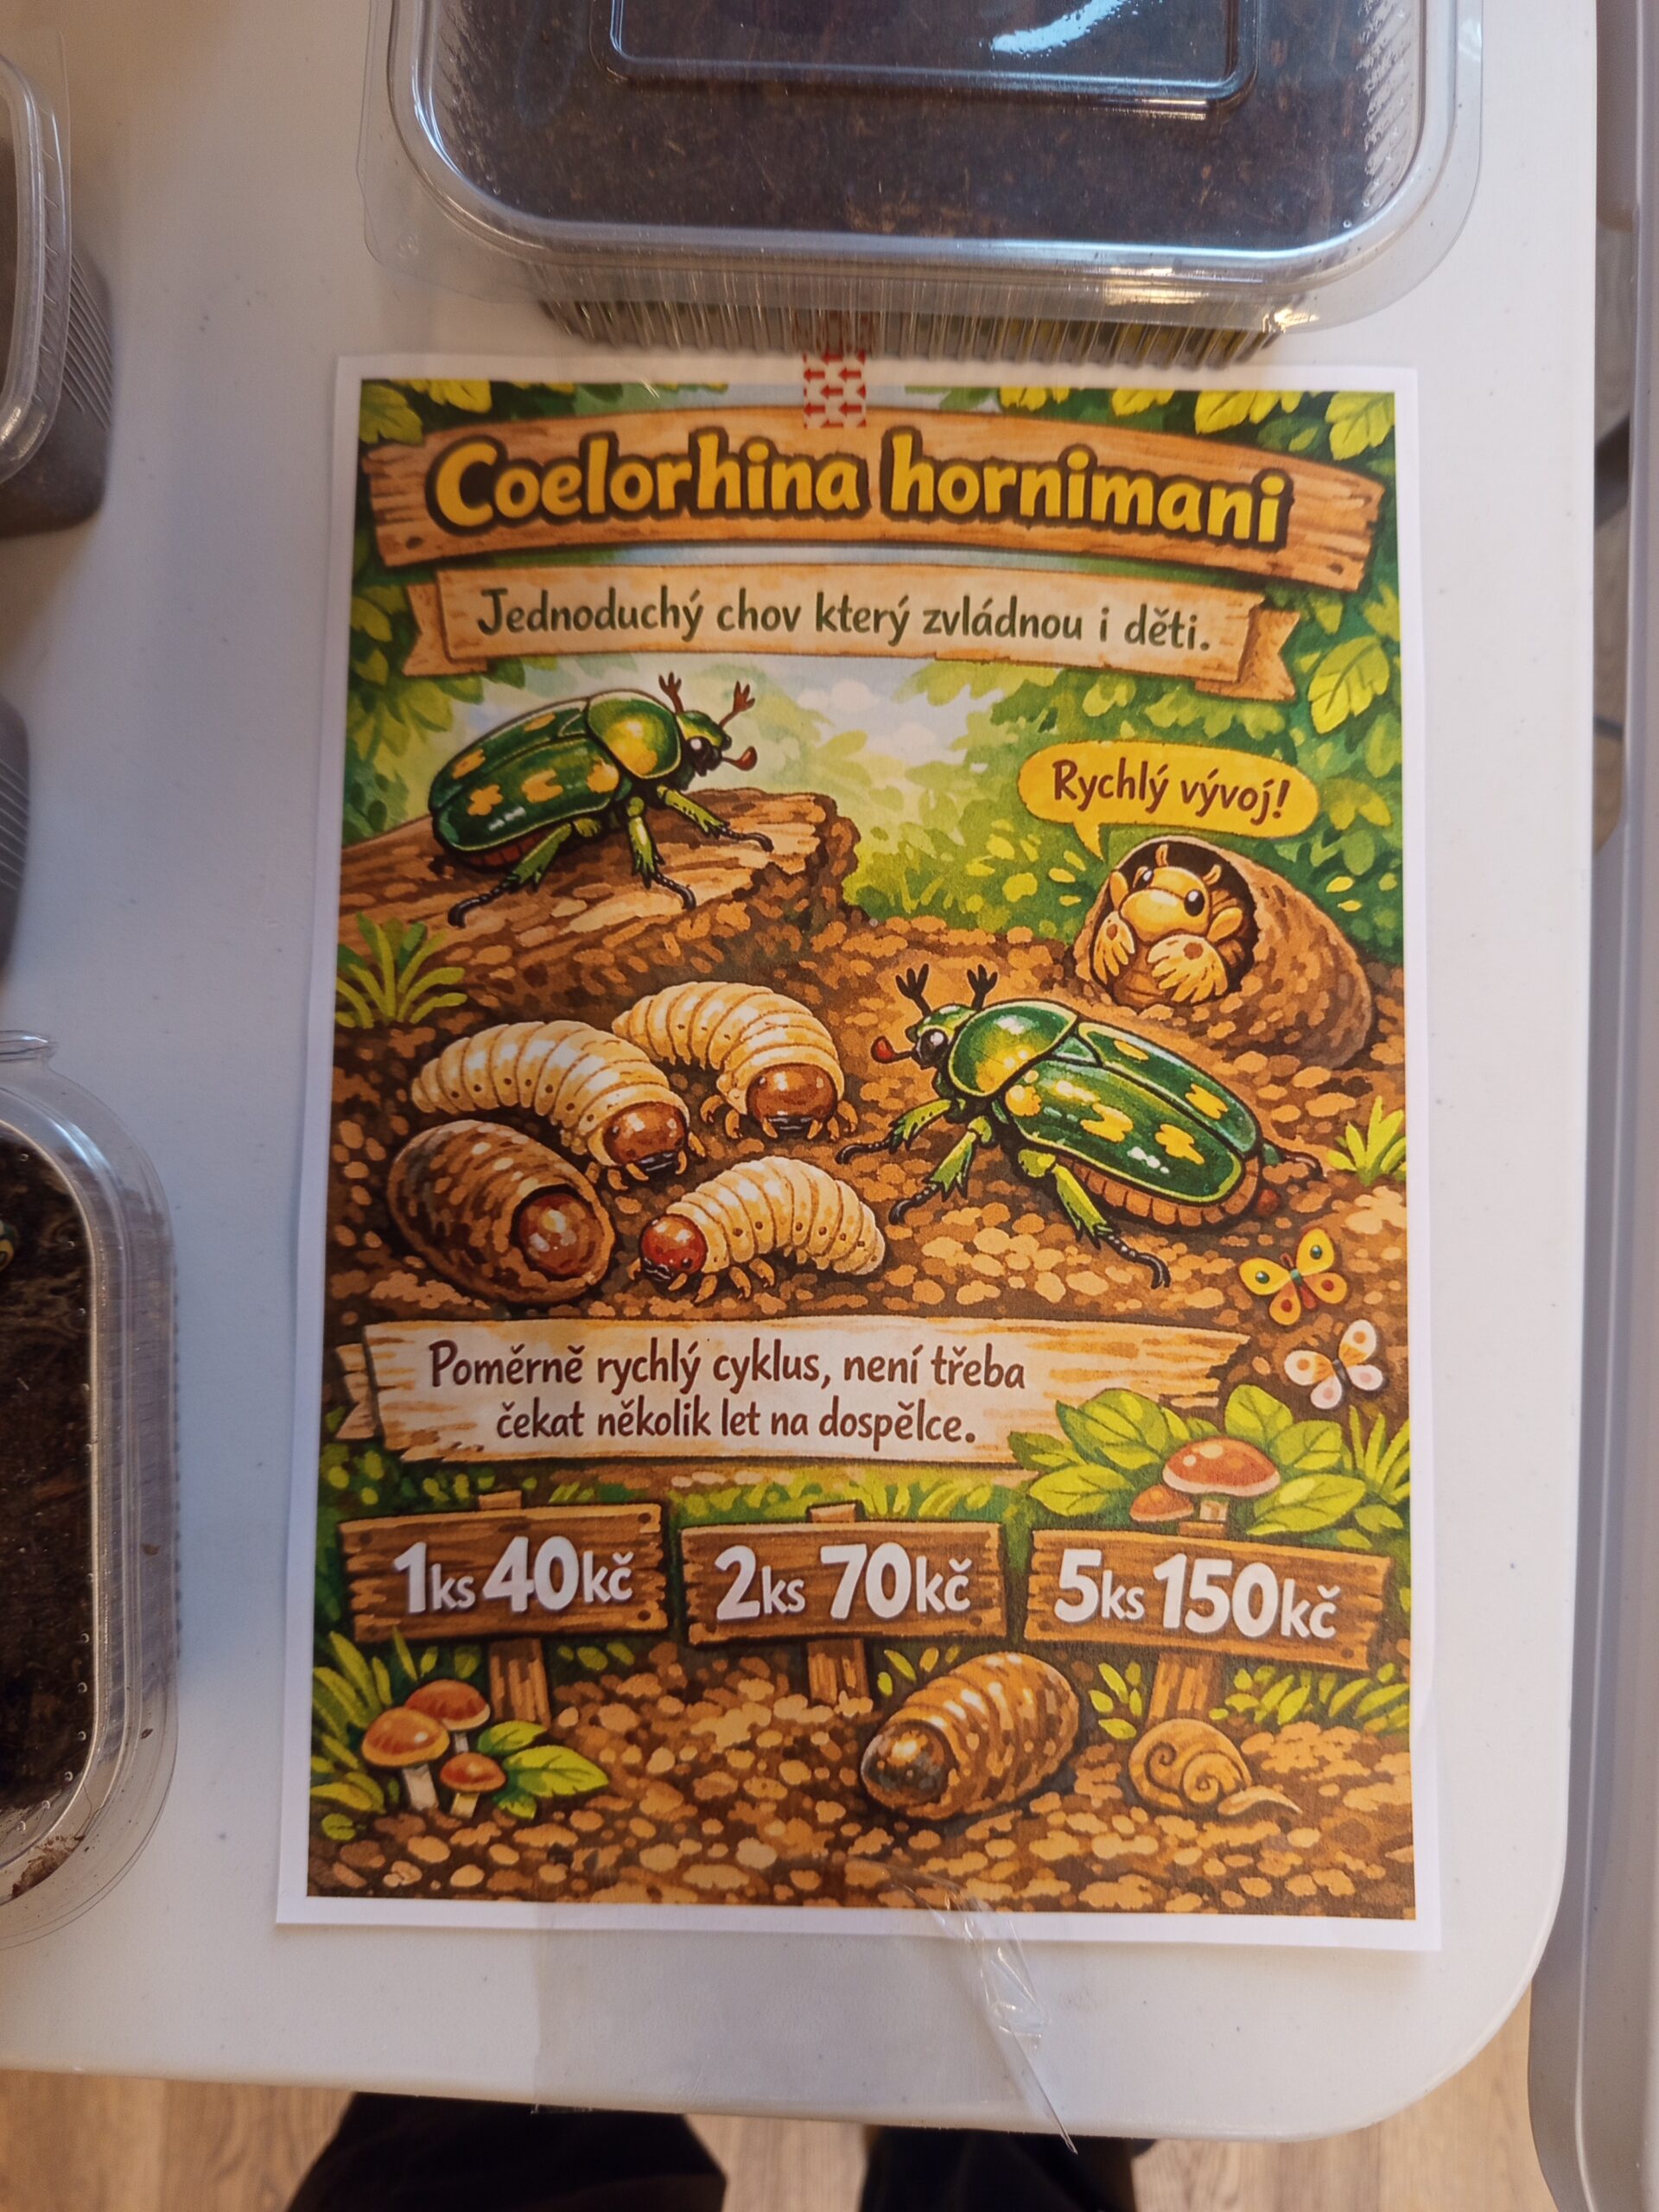 Coelorhina hornimani
Jednoduchý chov který zvládnou i děti.
Rychlý vývoj!
Poměrně rychlý cyklus, není třeba
čekat několik let na dospělce.
1ks 40kč
2ks 70kč
5ks 150kč